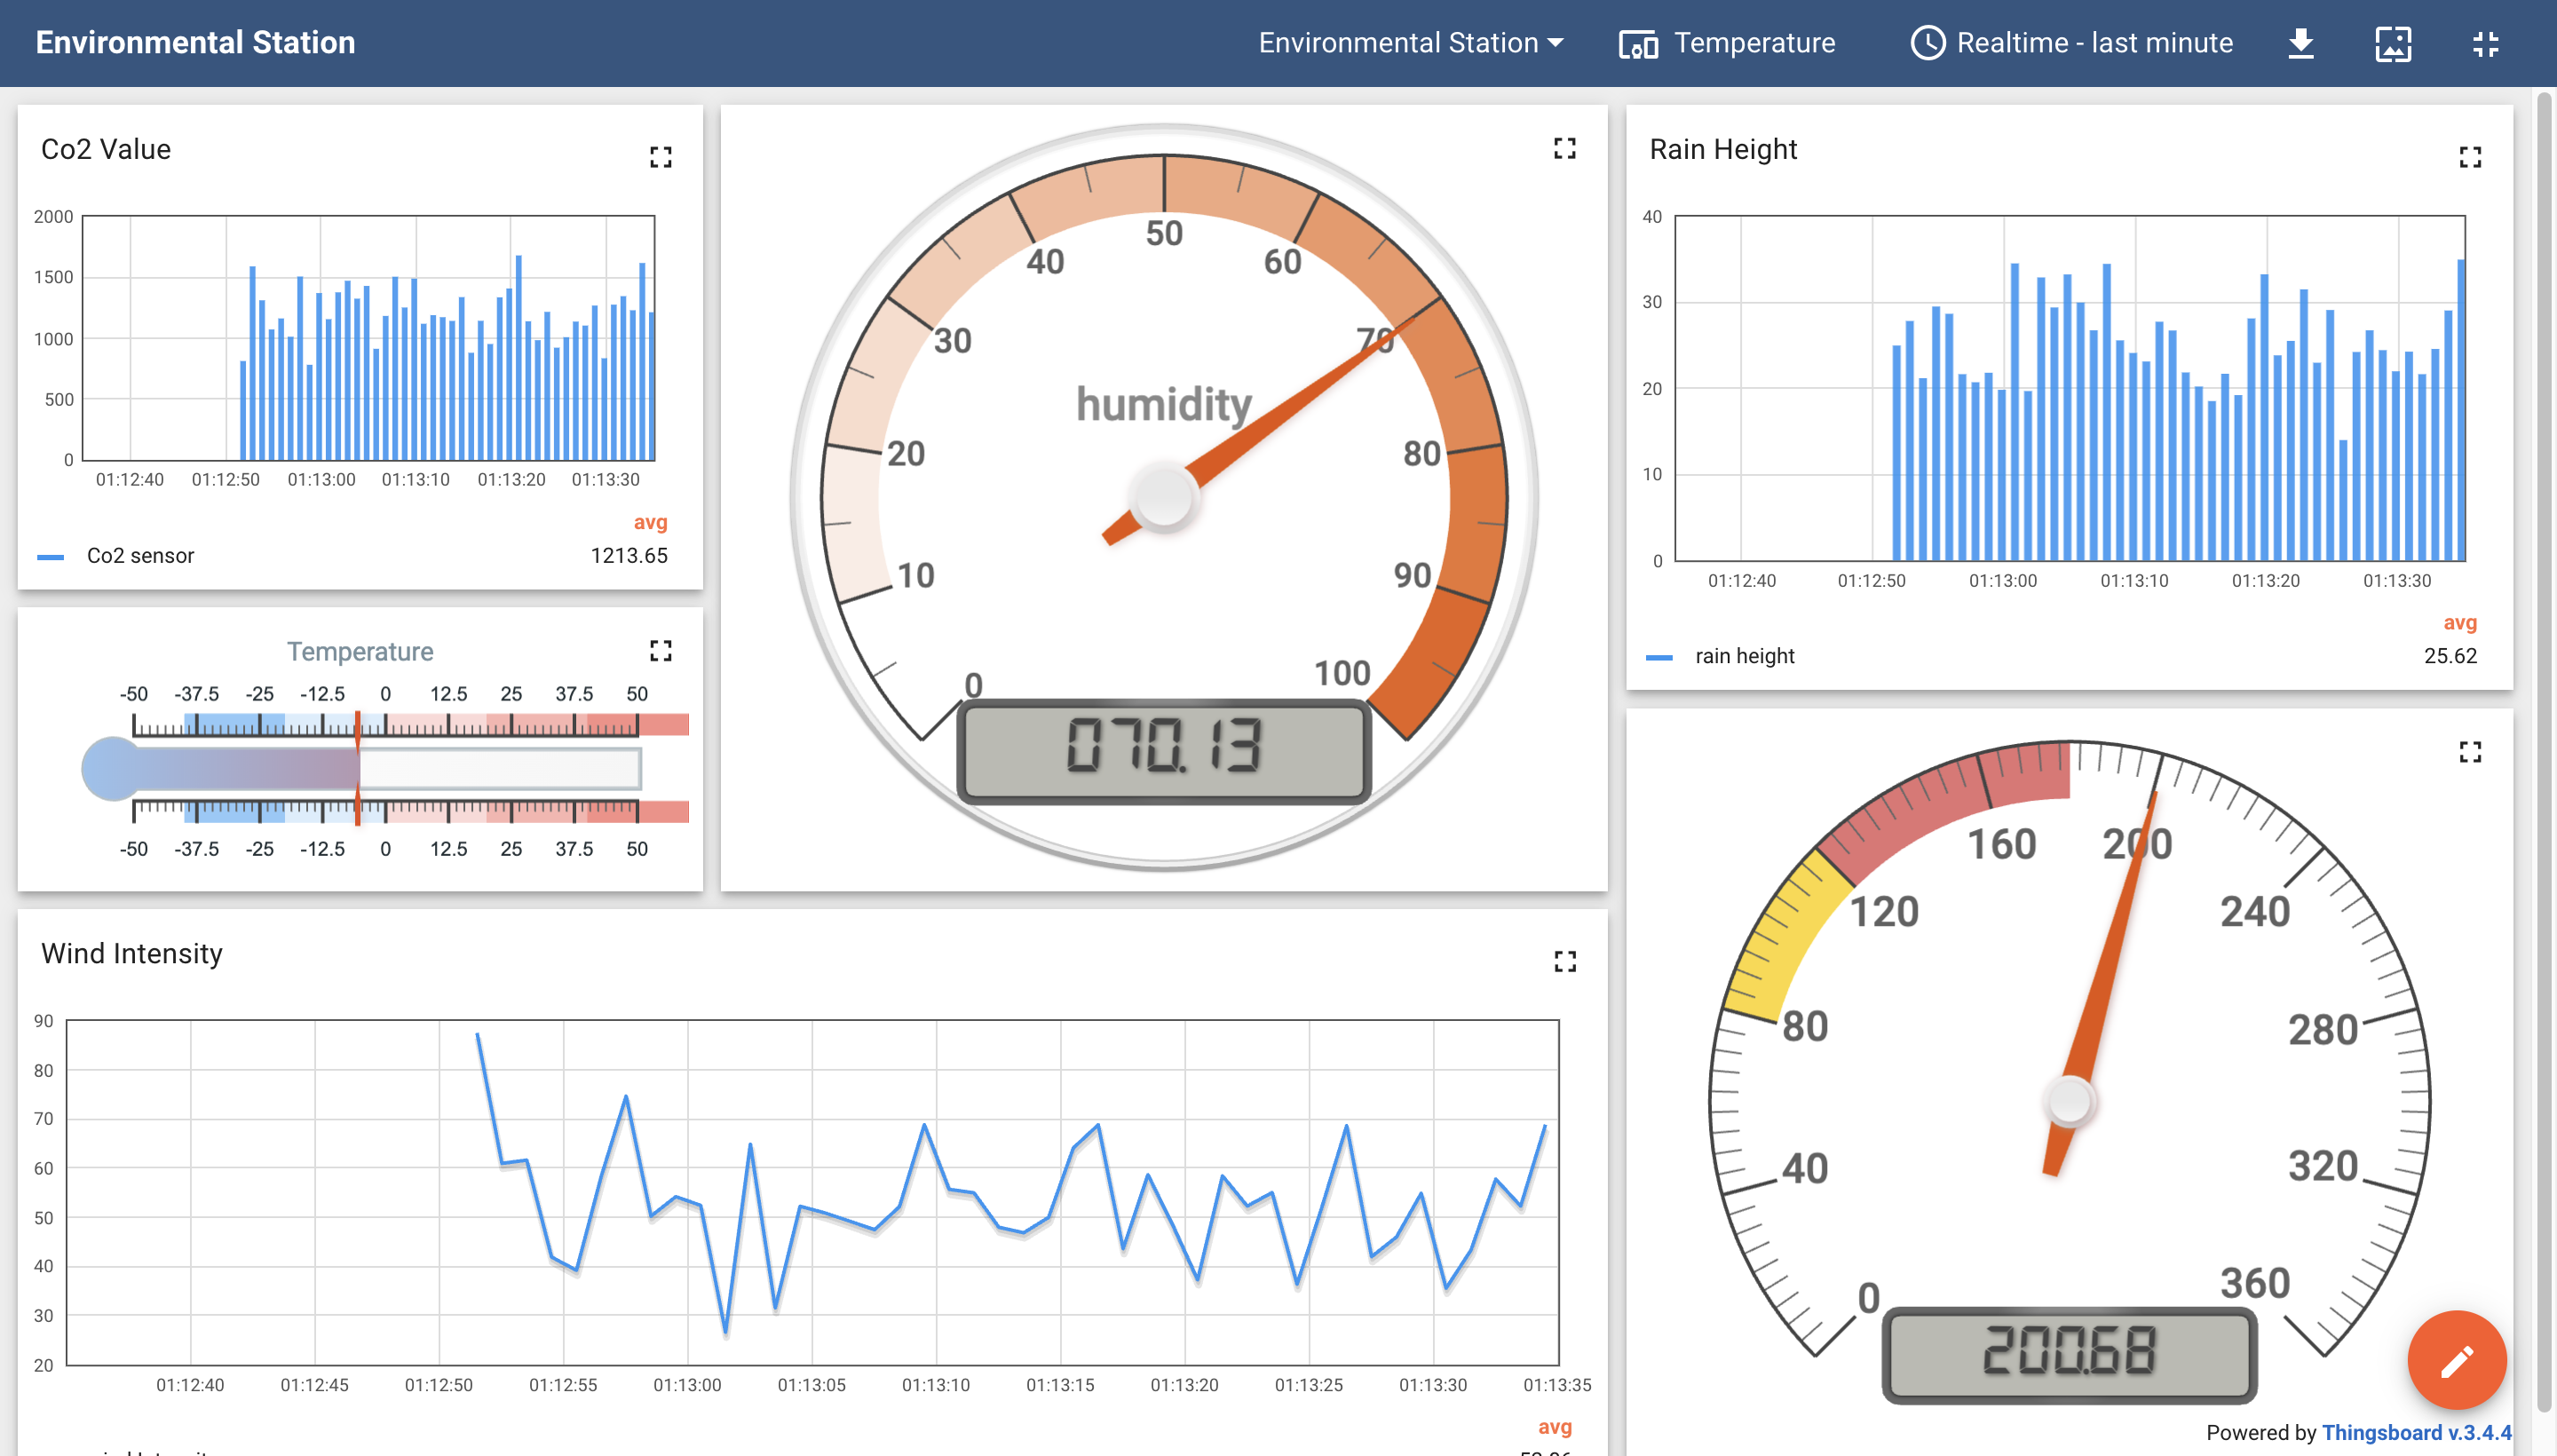 Environmental Station
Environmental Station
Temperature
Realtime - last minute
Co2 Value
2000
1500
1000
500
0
01:12:40 01:12:50 01:13:00 01:13:10 01:13:20 01:13:30
avg
Co2 sensor 1213.65
Temperature
-50 -37.5 -25 -12.5 0 12.5 25 37.5 50
-50 -37.5 -25 -12.5 0 12.5 25 37.5 50
humidity
0 10 20 30 40 50 60 70 80 90 100
070.13
Rain Height
40
30
20
10
0
01:12:40 01:12:50 01:13:00 01:13:10 01:13:20 01:13:30
avg
rain height 25.62
Wind Intensity
90
80
70
60
50
40
30
20
01:12:40 01:12:45 01:12:50 01:12:55 01:13:00 01:13:05 01:13:10 01:13:15 01:13:20 01:13:25 01:13:30 01:13:35
avg
0 40 80 120 160 200 240 280 320 360
200.68
Powered by Thingsboard v.3.4.4